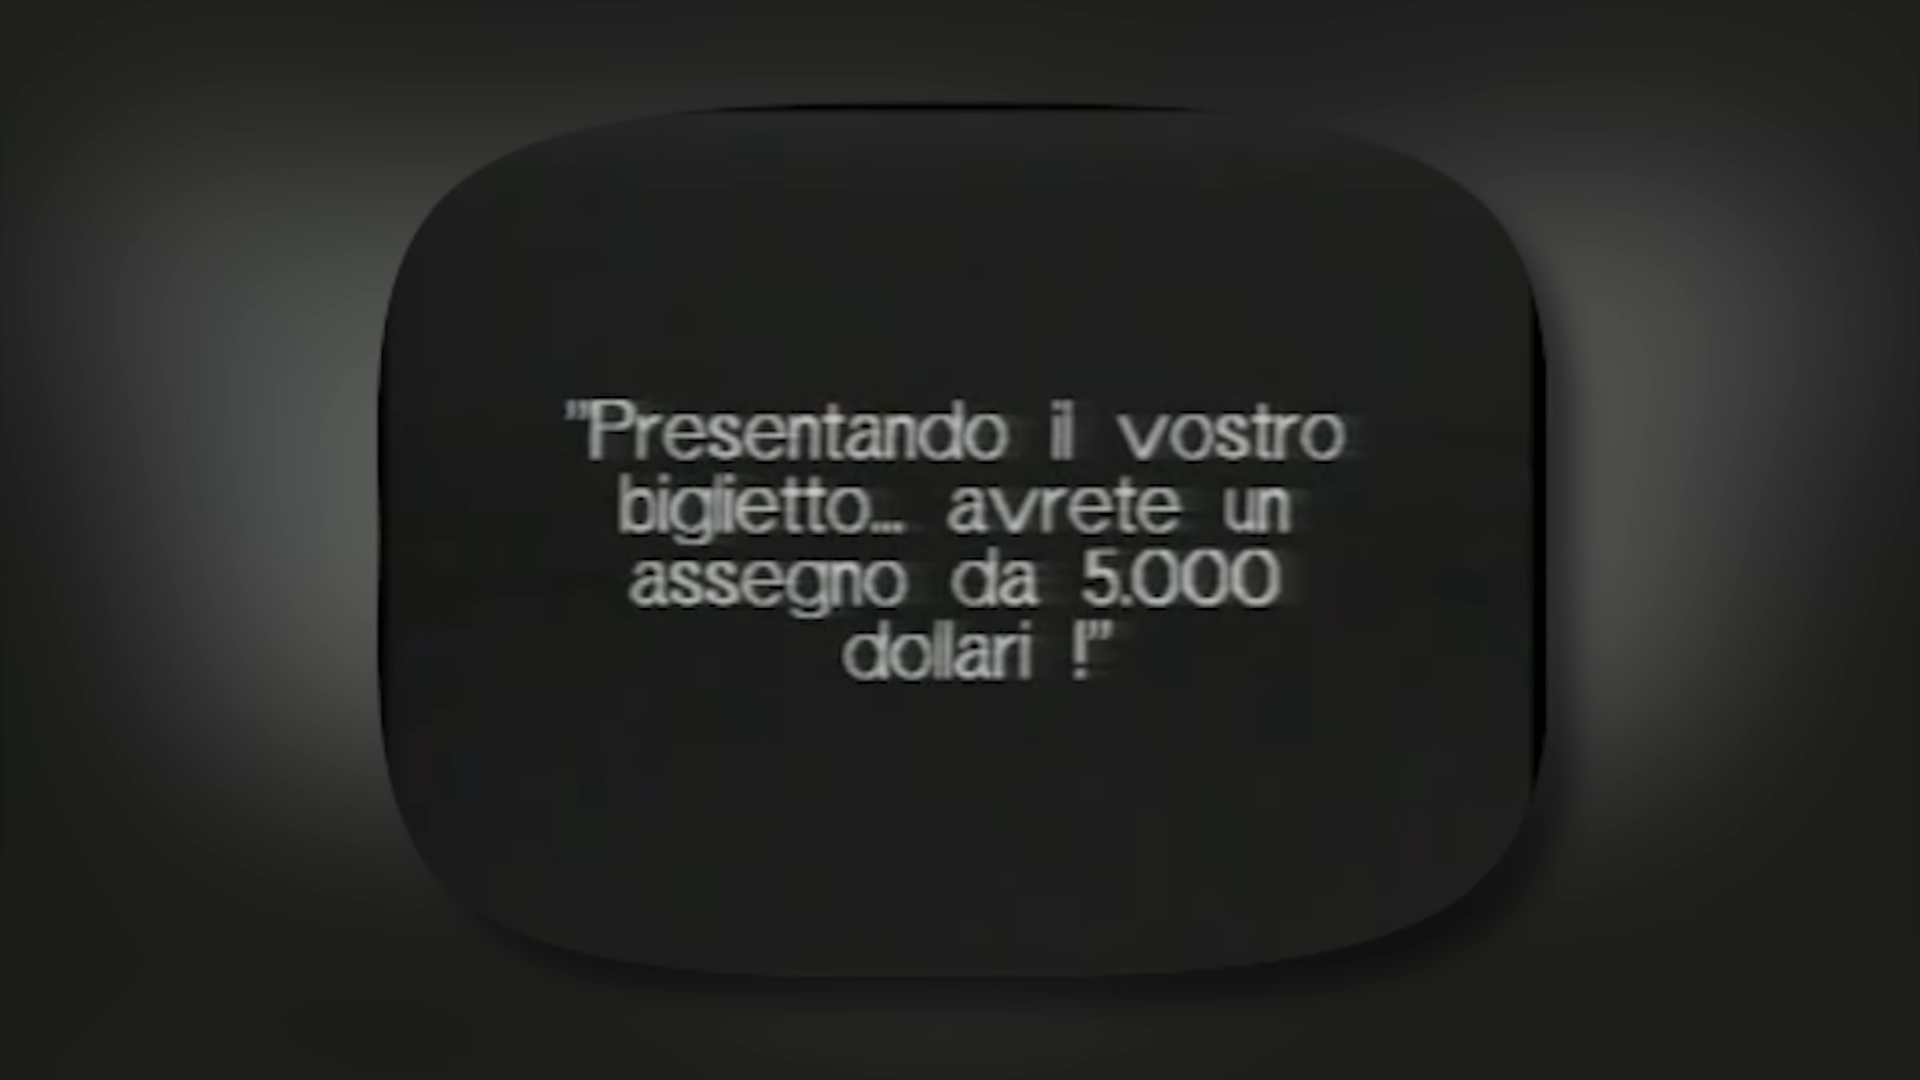 "Presentando il vostro
biglietto... avrete un
assegno da 5.000
dollari !"